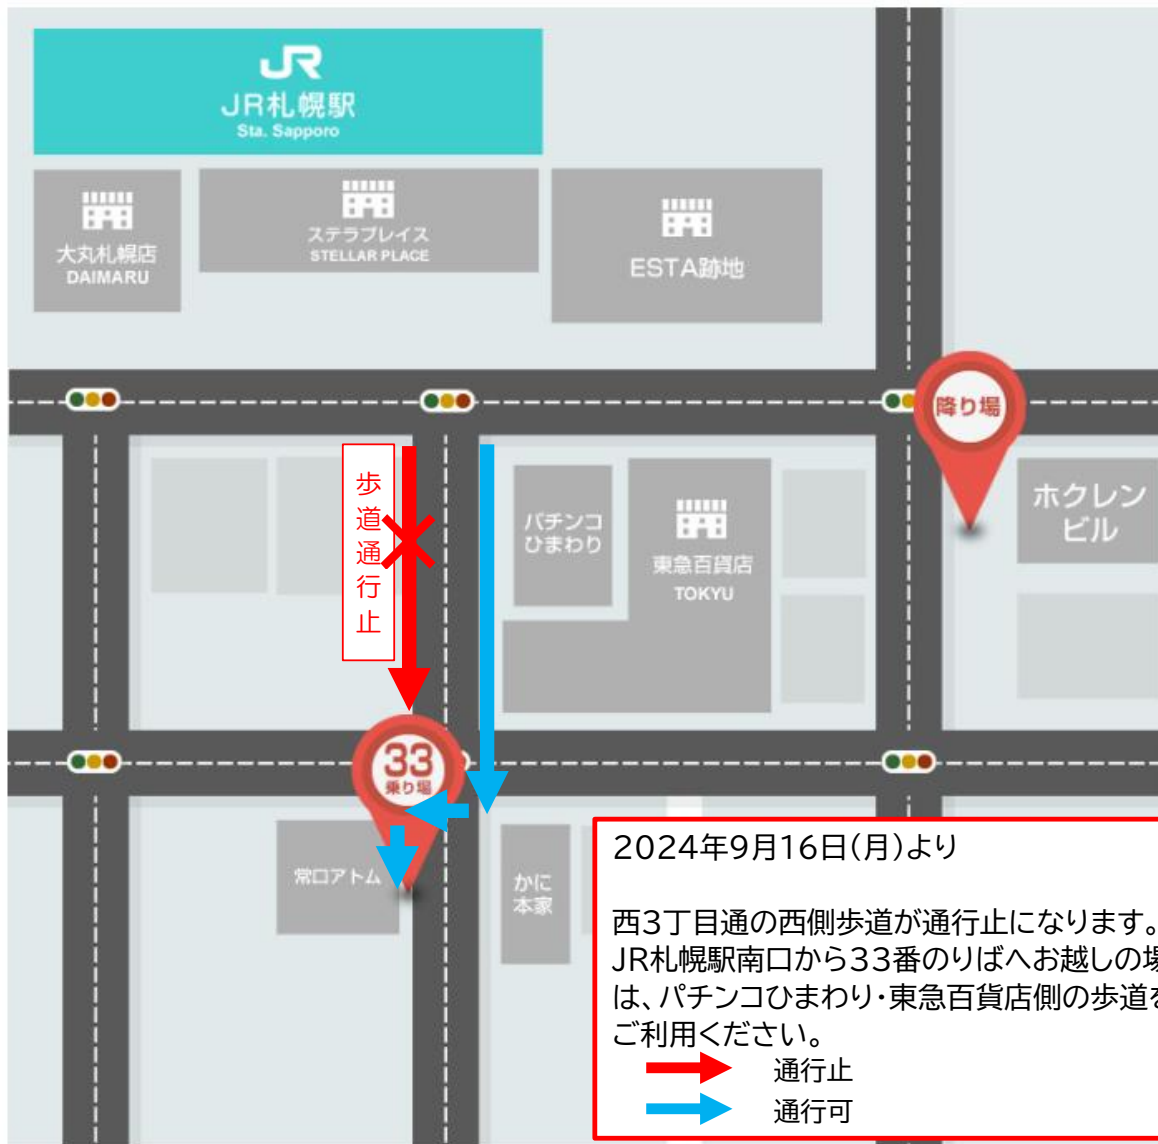 JR
JR札幌駅
Sta. Sapporo
大丸札幌店
DAIMARU
ステラプレイス
STELLAR PLACE
ESTA跡地
降り場
歩道通行止
パチンコ
ひまわり
東急百貨店
TOKYU
ホクレン
ビル
33
乗り場
常口アトム
かに
本家
2024年9月16日(月)より
西3丁目通の西側歩道が通行止になります。
JR札幌駅南口から33番のりばへお越しの場
は、パチンコひまわり・東急百貨店側の歩道を
ご利用ください。
通行止
通行可